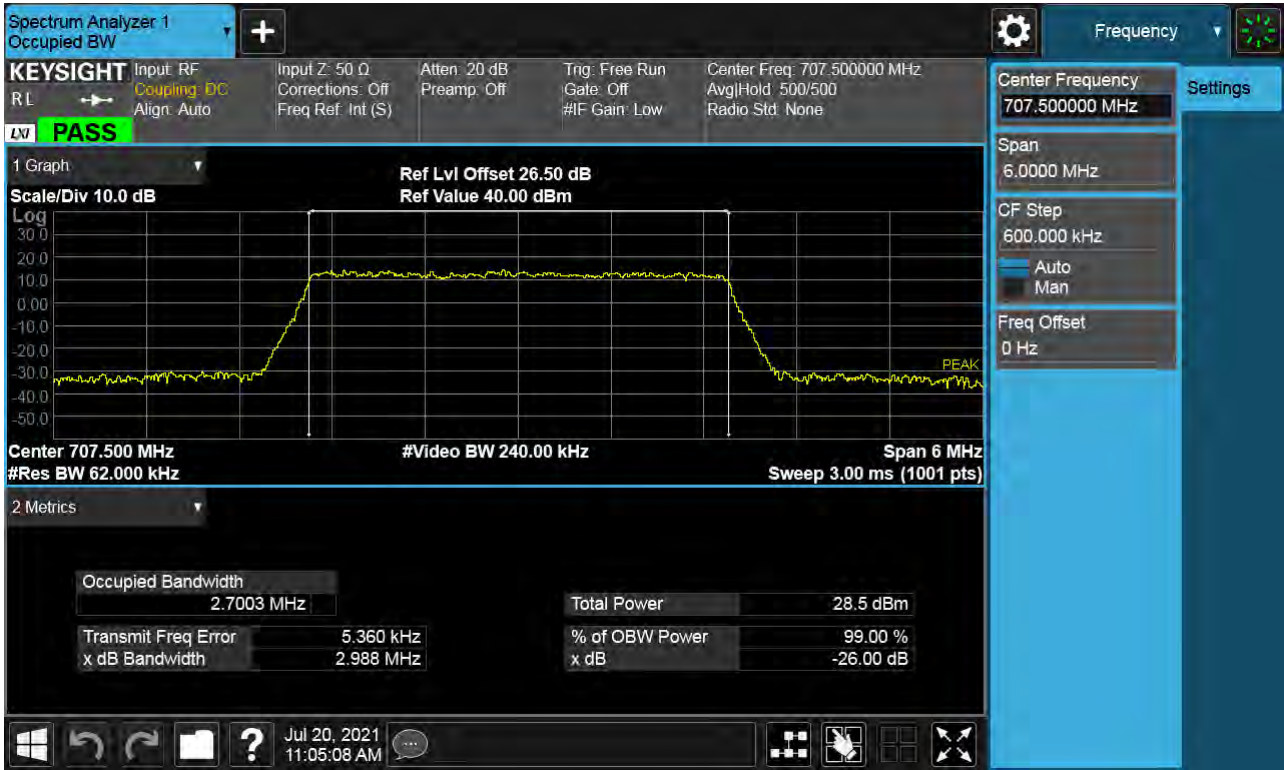 Spectrum Analyzer 1
Occupied BW
+
Frequency
KEYSIGHT Input: RF Input Z: 50 Ω Atten: 20 dB Trig: Free Run Center Freq: 707.500000 MHz
RL Coupling: DC Corrections: Off Preamp: Off Gate: Off Avg|Hold: 500/500
Align: Auto Freq Ref: Int (S) #IF Gain: Low Radio Std: None
LXI PASS
Center Frequency
707.500000 MHz
Settings
Span
6.0000 MHz
CF Step
600.000 kHz
Auto
Man
Freq Offset
0 Hz
1 Graph
Ref Lvl Offset 26.50 dB
Scale/Div 10.0 dB Ref Value 40.00 dBm
Log
30.0
20.0
10.0
0.00
-10.0
-20.0
-30.0
-40.0
-50.0
PEAK
Center 707.500 MHz #Video BW 240.00 kHz Span 6 MHz
#Res BW 62.000 kHz Sweep 3.00 ms (1001 pts)
2 Metrics
Occupied Bandwidth
2.7003 MHz
Total Power 28.5 dBm
Transmit Freq Error 5.360 kHz % of OBW Power 99.00 %
x dB Bandwidth 2.988 MHz x dB -26.00 dB
?
Jul 20, 2021
11:05:08 AM